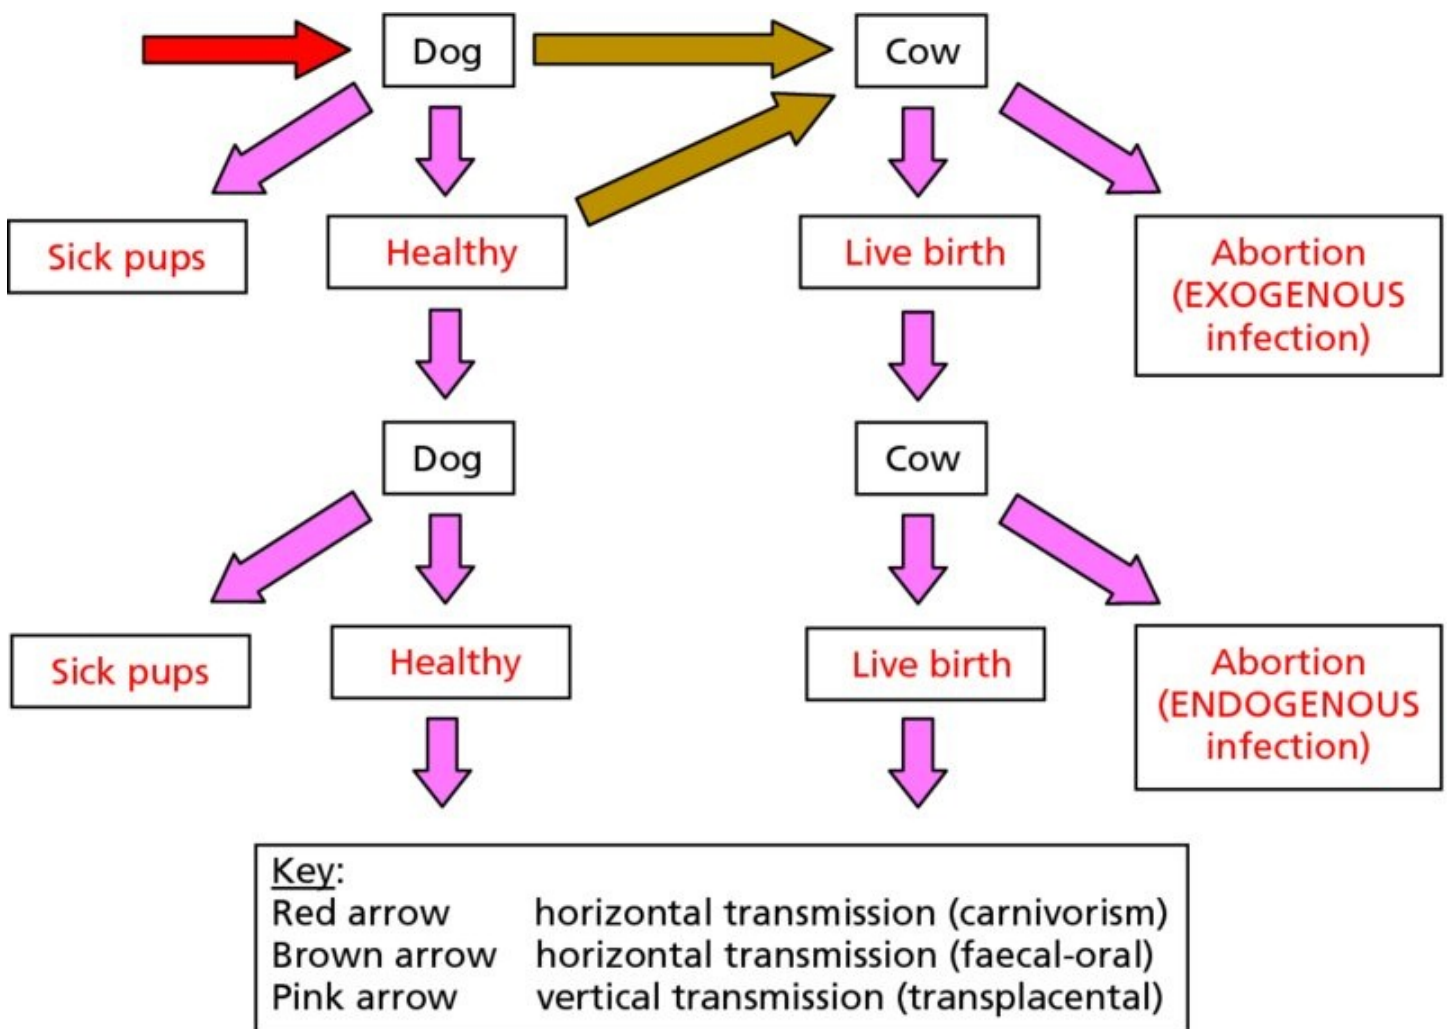 Dog
Cow
Sick pups
Healthy
Live birth
Abortion
(EXOGENOUS
infection)
Dog
Cow
Sick pups
Healthy
Live birth
Abortion
(ENDOGENOUS
infection)
Key:
Red arrow horizontal transmission (carnivorism)
Brown arrow horizontal transmission (faecal-oral)
Pink arrow vertical transmission (transplacental)